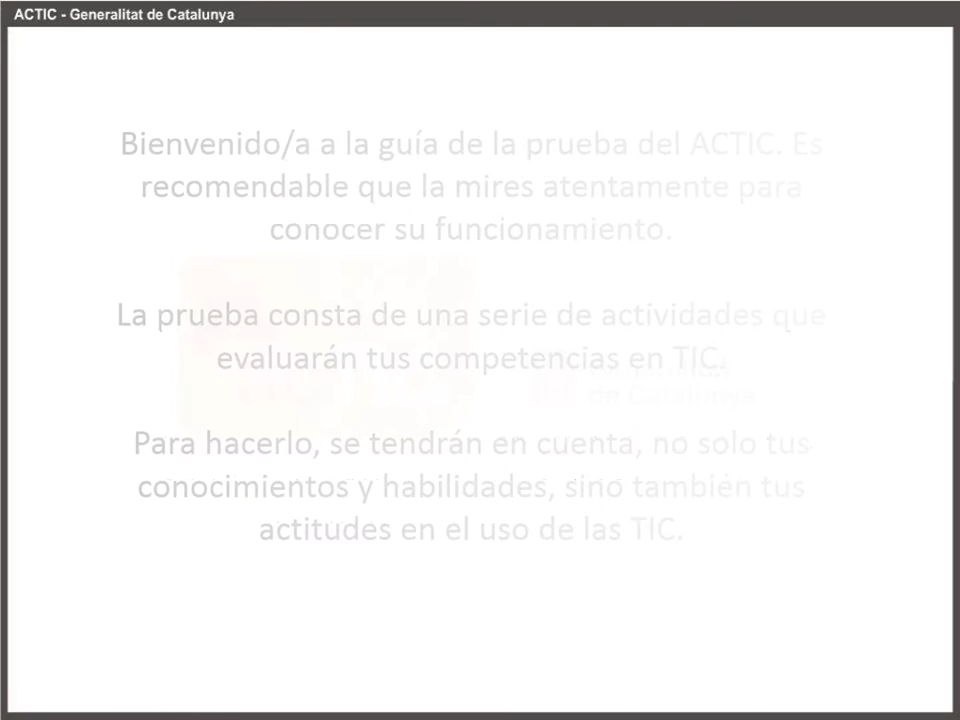 ACTIC - Generalitat de Catalunya
Bienvenido/a a la guía de la prueba del ACTIC. Es
recomendable que la mires atentamente para
conocer su funcionamiento.
La prueba consta de una serie de actividades que
evaluarán tus competencias en TIC.
de Catalunya
Para hacerlo, se tendrán en cuenta, no solo tus
conocimientos y habilidades, sino también tus
actitudes en el uso de las TIC.